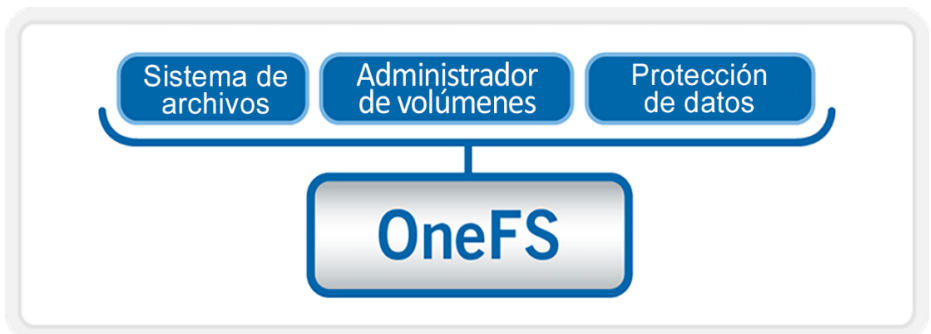 Sistema de
archivos
Administrador
de volúmenes
Protección
de datos
OneFS